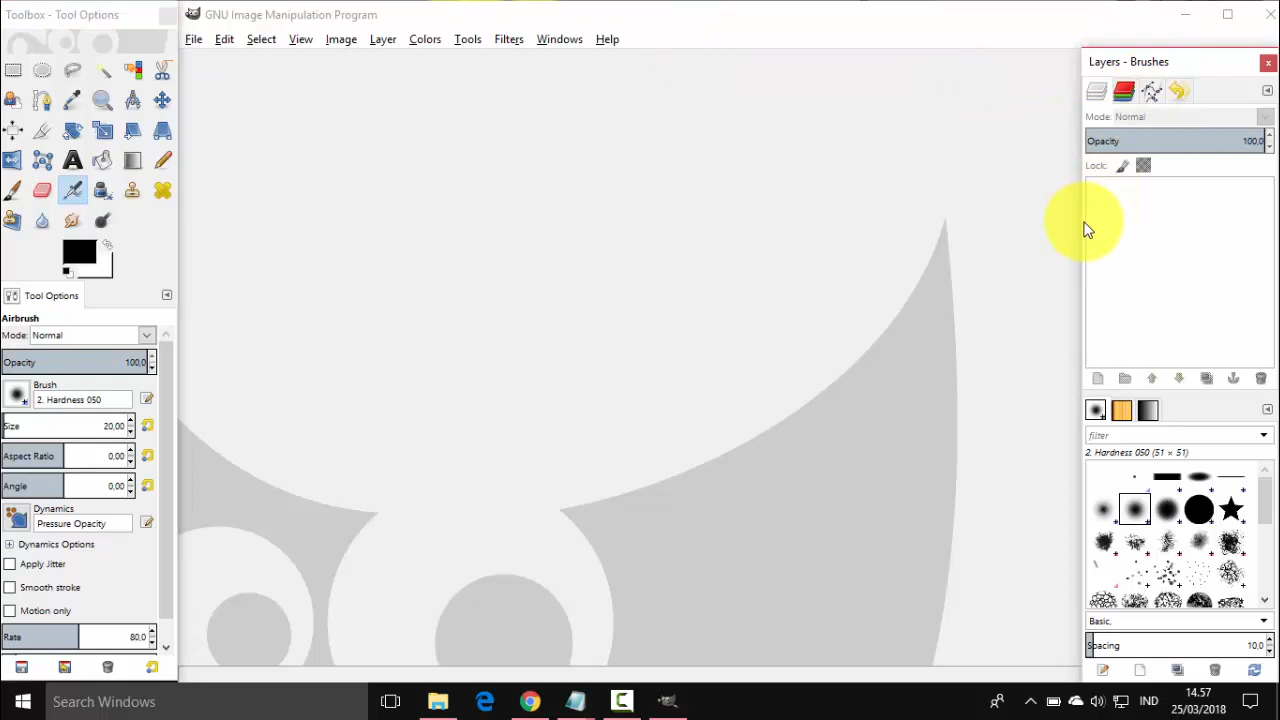 Toolbox - Tool Options
GNU Image Manipulation Program
File Edit Select View Image Layer Colors Tools Filters Windows Help
Layers - Brushes
Mode: Normal
Opacity 100,0
Lock:
Tool Options
Airbrush
Mode: Normal
Opacity 100,0
Brush
2. Hardness 050
Size 20,00
Aspect Ratio 0,00
Angle 0,00
Dynamics
Pressure Opacity
Dynamics Options
Apply Jitter
Smooth stroke
Motion only
Rate 80,0
filter
2. Hardness 050 (51 × 51)
Basic,
Spacing 10,0
Search Windows
IND
14.57
25/03/2018